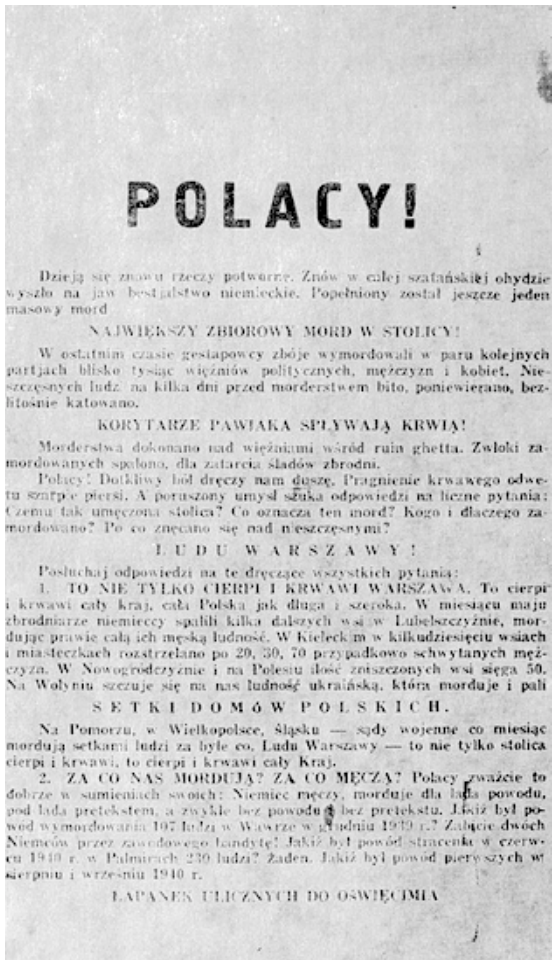 POLACY!
Dzieją się znowu rzeczy potworne. Znów w całej szatańskiej ohydzie
wyszło na jaw bestjalstwo niemieckie. Popełniony został jeszcze jeden
masowy mord
NAJWIĘKSZY ZBIOROWY MORD W STOLICY!
W ostatnim czasie gestapowcy zbóje wymordowali w paru kolejnych
partjach blisko tysiąc więźniów politycznych, mężczyzn i kobiet. Nie-
szczęsnych ludz na kilka dni przed morderstwem bito, poniewierano, bez-
litośnie katowano.
KORYTARZE PAWIAKA SPŁYWAJĄ KRWIĄ!
Morderstwa dokonano nad więźniami wśród ruin ghetta. Zwłoki za-
mordowanych spalono, dla zatarcia śladów zbrodni.
Polacy! Dotkliwy ból dręczy nam duszę. Pragnienie krwawego odwe-
tu szarpie piersi. A poruszony umysł szuka odpowiedzi na liczne pytania:
Czemu tak umęczona stolica? Co oznacza ten mord? Kogo i dlaczego za-
mordowano? Po co znęcano się nad nieszczęsnymi?
LUDU WARSZAWY!
Posłuchaj odpowiedzi na te dręczące wszystkich pytania:
1. TO NIE TYLKO CIERPI I KRWAWI WARSZAWA. To cierpi
i krwawi cały kraj, cała Polska jak długa i szeroka. W miesiącu maju
zbrodniarze niemieccy spalili kilka dalszych wsi w Lubelszczyźnie, mor-
dując prawie całą ich męską ludność. W Kieleckim w kilkudziesięciu wsiach
i miasteczkach rozstrzelano po 20, 30, 70 przypadkowo schwytanych męż-
czyzn. W Nowogródczyźnie i na Polesiu ilość zniszczonych wsi sięga 50.
Na Wołyniu szczuje się na nas ludność ukraińską, która morduje i pali
SETKI DOMÓW POLSKICH.
Na Pomorzu, w Wielkopolsce, śląsku — sądy wojenne co miesiąc
mordują setkami ludzi za byle co. Ludu Warszawy — to nie tylko stolica
cierpi i krwawi, to cierpi i krwawi cały Kraj.
2. ZA CO NAS MORDUJĄ? ZA CO MĘCZĄ? Polacy zważcie to
dobrze w sumieniach swoich: Niemiec męczy, morduje dla lada powodu,
pod lada pretekstem, a zwykle bez powodu i bez pretekstu. Jakiż był po-
wód wymordowania 107 ludzi w Wawrze w grudniu 1939 r.? Zabicie dwóch
Niemców przez zawodowego bandytę! Jakiż był powód stracenia w czerw-
cu 1940 r. w Palmirach 230 ludzi? Żaden. Jakiż był powód pierwszych w
sierpniu i wrześniu 1940 r.
ŁAPANEK ULICZNYCH DO OŚWIĘCIMIA